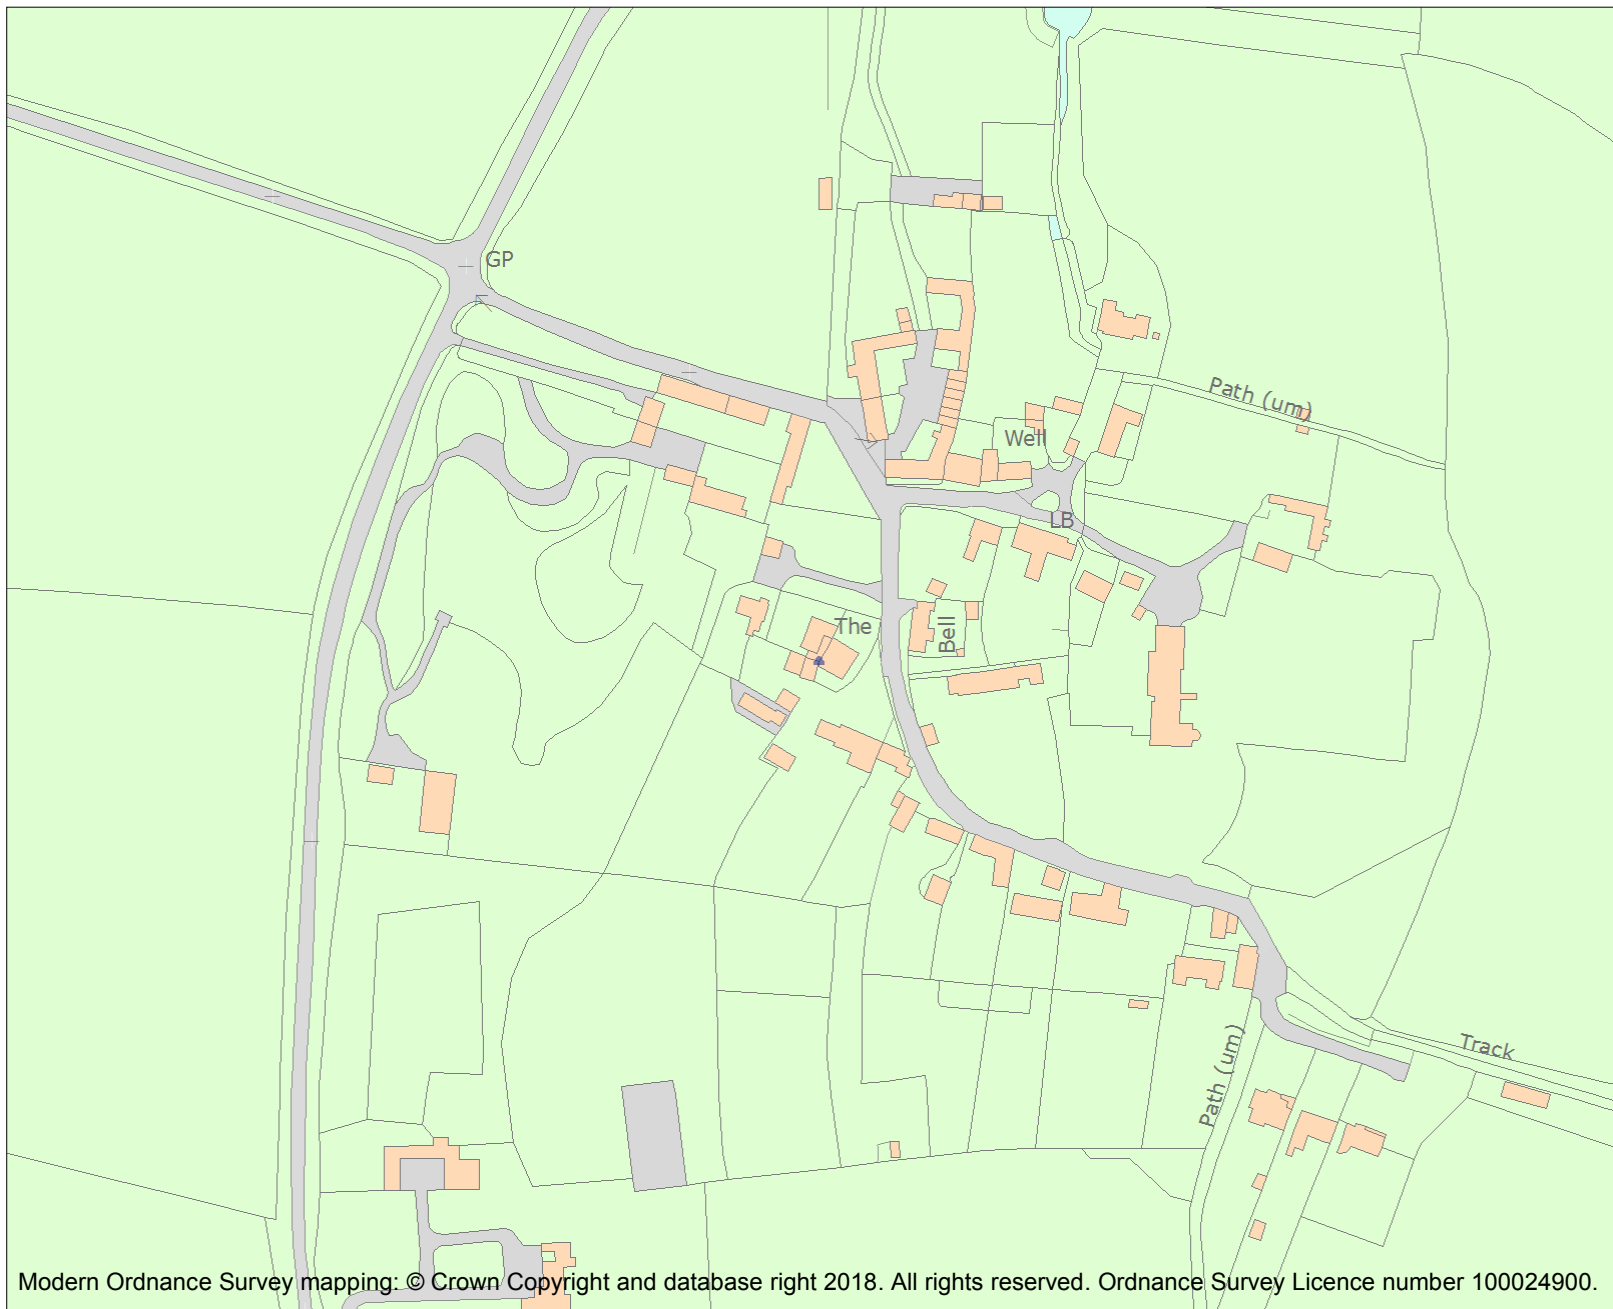 GP
Path (um)
Well
LB
The
Bell
Track
Path (um)
Modern Ordnance Survey mapping: © Crown Copyright and database right 2018. All rights reserved. Ordnance Survey Licence number 100024900.